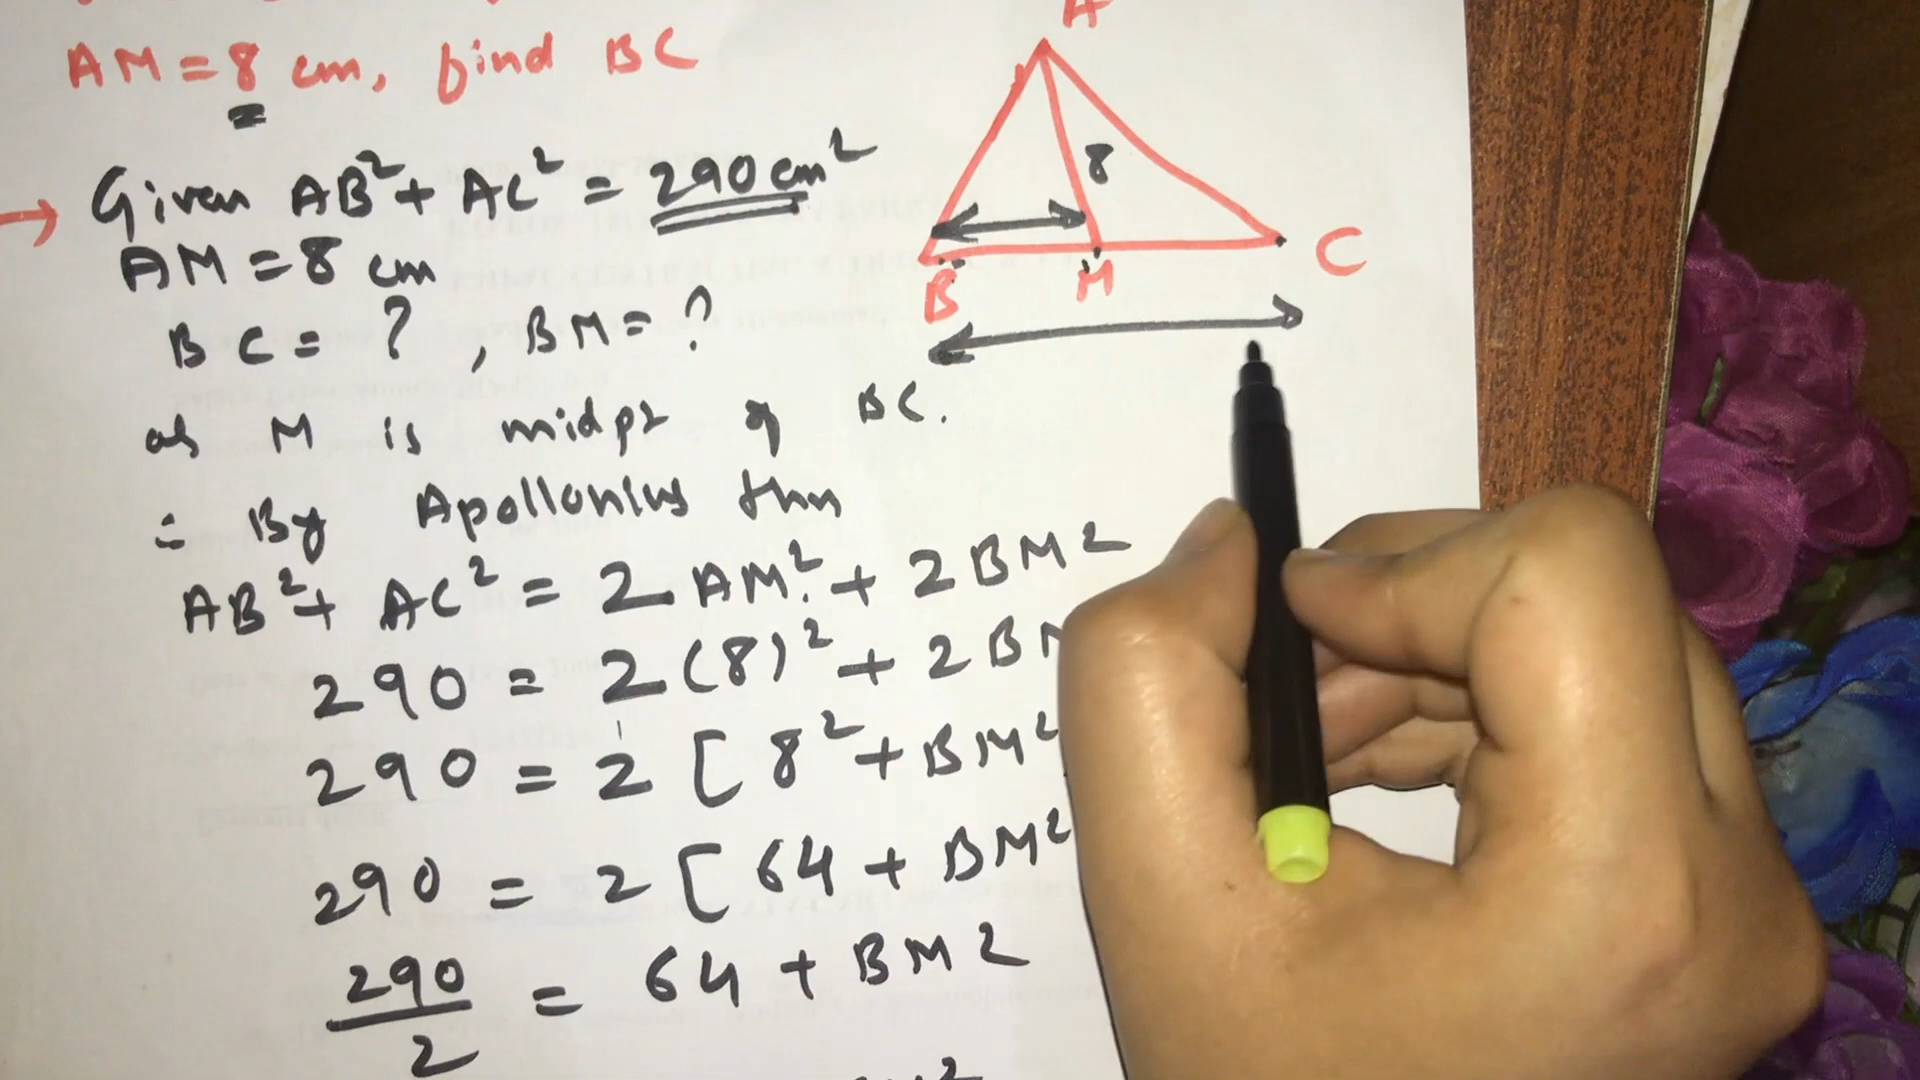 AM = 8 cm, find BC
A
→ Given AB² + AC² = 290 cm²
8
AM = 8 cm
B M C
BC = ? , BM = ?
as M is midpt of BC.
∴ By Apollonius thm
AB² + AC² = 2 AM² + 2BM²
290 = 2(8)² + 2BM
290 = 2 [ 8² + BM²
290 = 2 [ 64 + BM²
290/2 = 64 + BM2